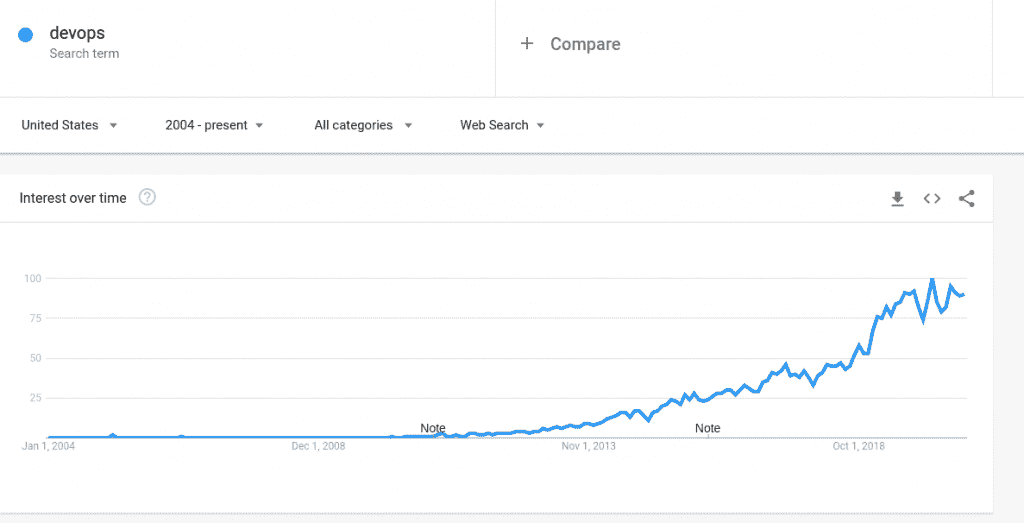 devops
Search term
+ Compare
United States
2004 - present
All categories
Web Search
Interest over time ?
100
75
50
25
Note
Note
Jan 1, 2004
Dec 1, 2008
Nov 1, 2013
Oct 1, 2018